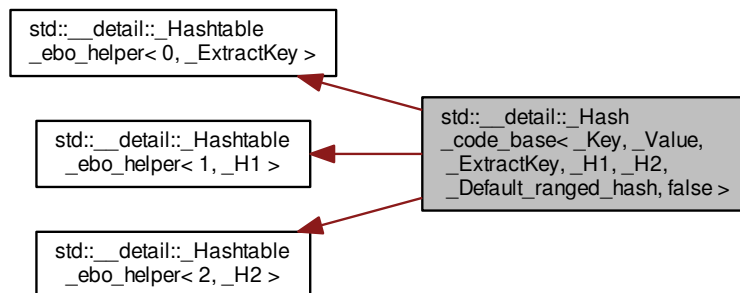 std::__detail::_Hashtable
_ebo_helper< 0, _ExtractKey >
std::__detail::_Hash
_code_base< _Key, _Value,
_ExtractKey, _H1, _H2,
_Default_ranged_hash, false >
std::__detail::_Hashtable
_ebo_helper< 1, _H1 >
std::__detail::_Hashtable
_ebo_helper< 2, _H2 >